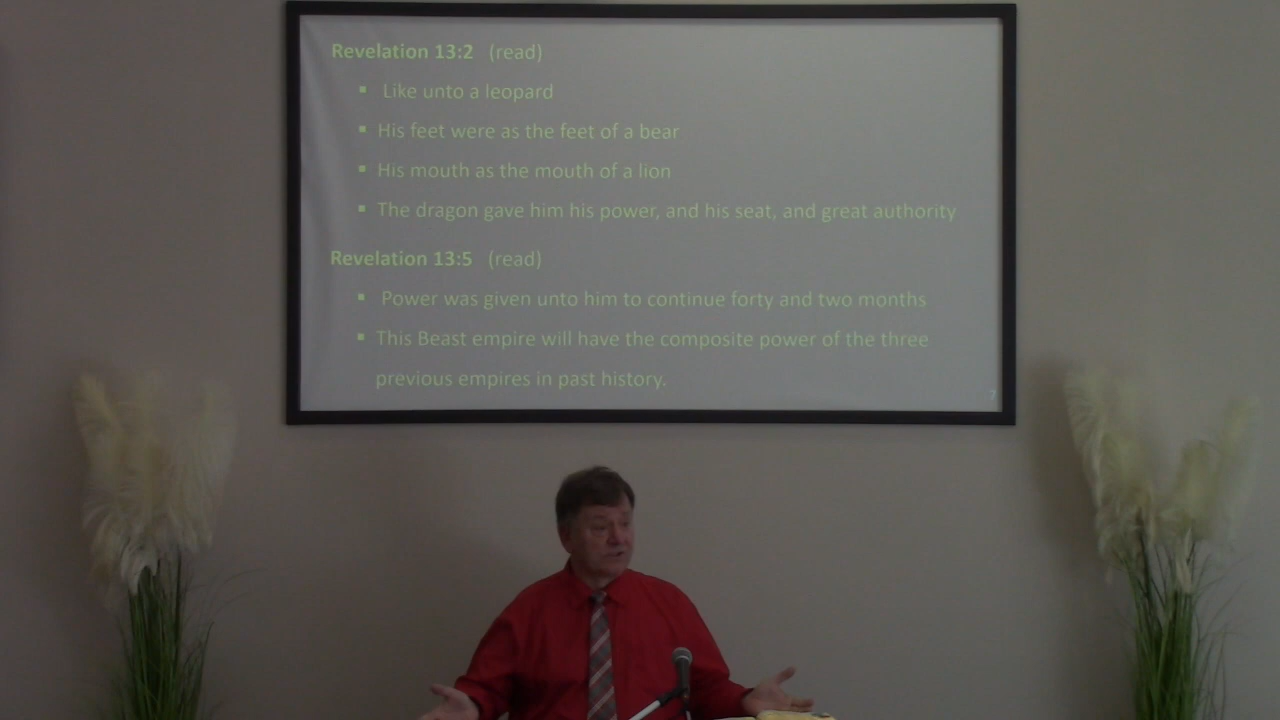 Revelation 13:2 (read)
▪ Like unto a leopard
▪ His feet were as the feet of a bear
▪ His mouth as the mouth of a lion
▪ The dragon gave him his power, and his seat, and great authority
Revelation 13:5 (read)
▪ Power was given unto him to continue forty and two months
▪ This Beast empire will have the composite power of the three
previous empires in past history.
7